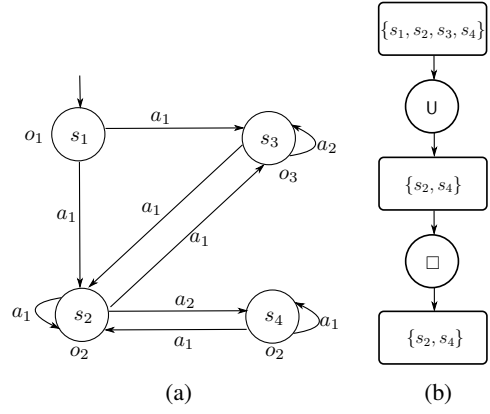 {s₁, s₂, s₃, s₄}
a₁
o₁ s₁ s₃
a₂
∪
o₃
a₁
{s₂, s₄}
a₁
a₁
□
a₂
a₁ s₂ s₄ a₁
a₁
{s₂, s₄}
o₂ o₂
(a) (b)